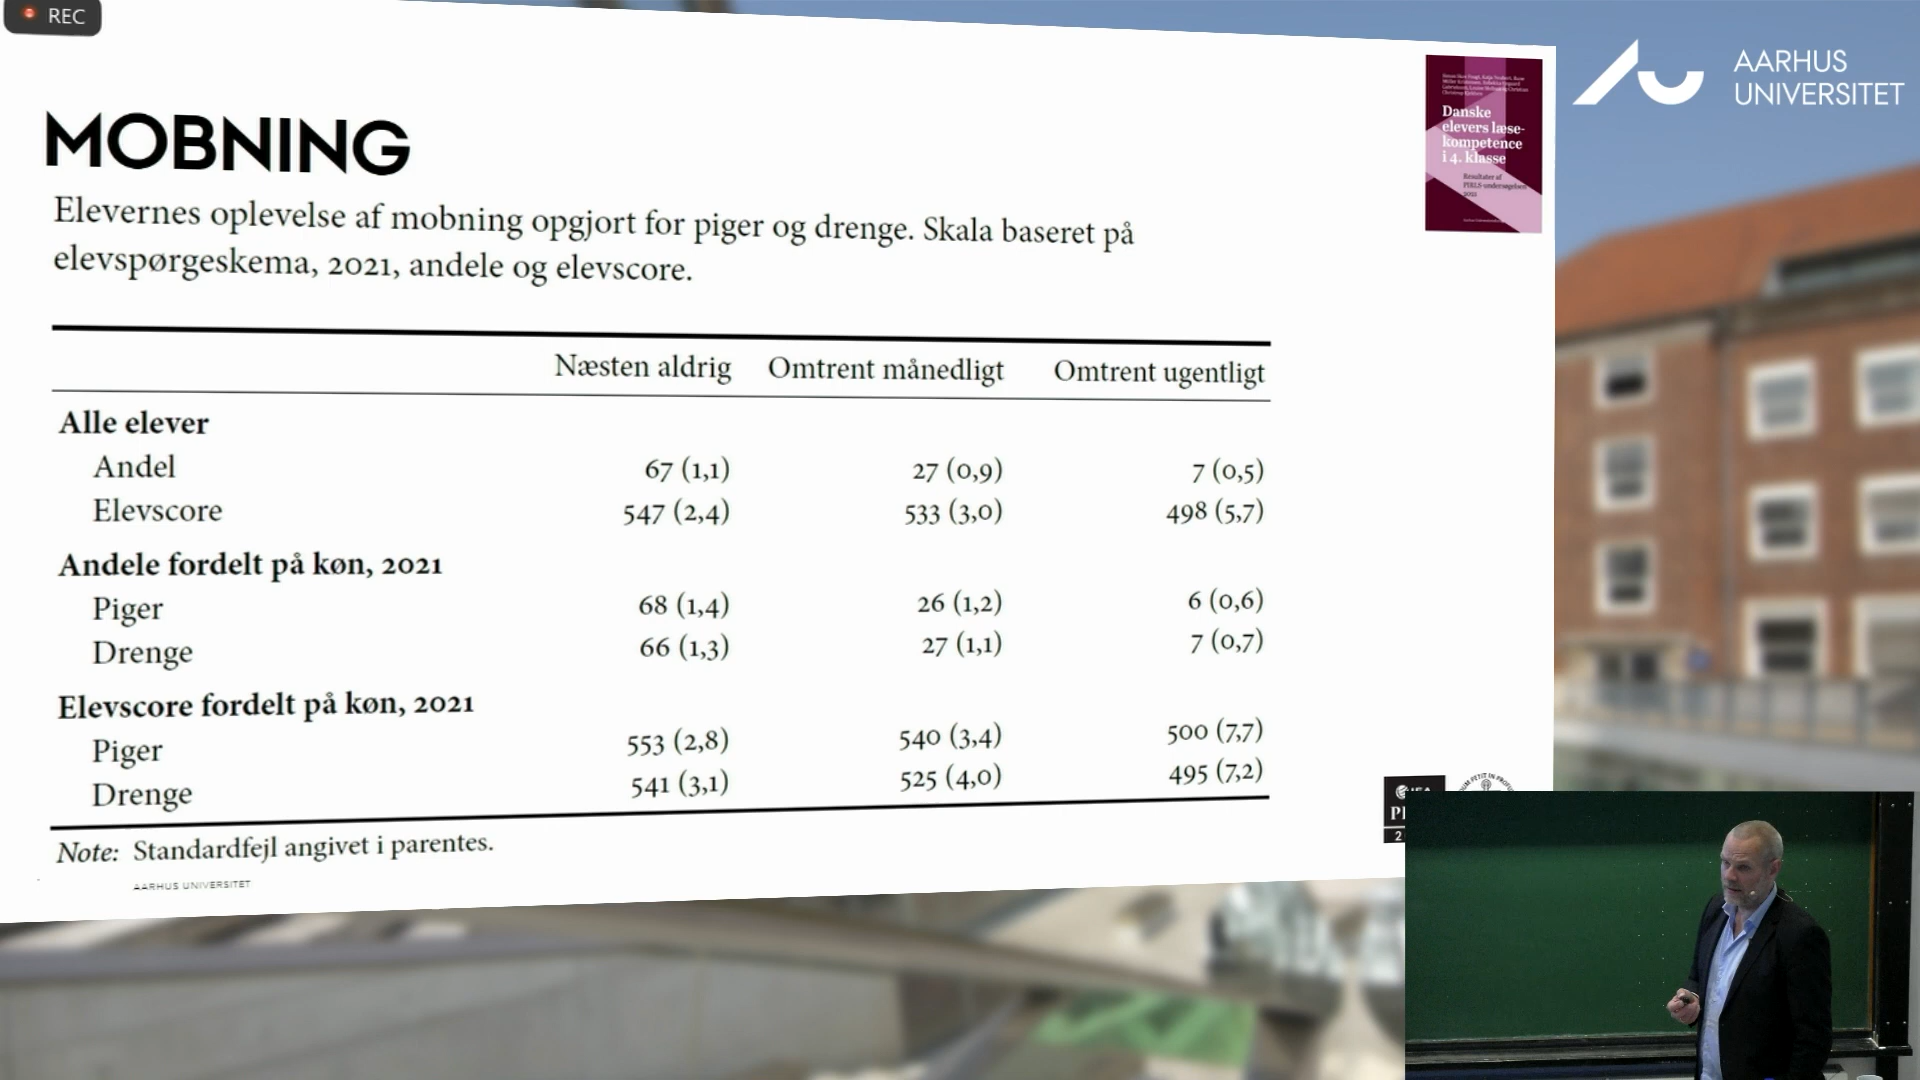 REC
AARHUS
UNIVERSITET
Danske
elevers læse-
kompetence
i 4. klasse
Resultater af
PIRLS-undersøgelsen
2021
MOBNING
Elevernes oplevelse af mobning opgjort for piger og drenge. Skala baseret på
elevspørgeskema, 2021, andele og elevscore.
Næsten aldrig Omtrent månedligt Omtrent ugentligt
Alle elever
Andel 67 (1,1) 27 (0,9) 7 (0,5)
Elevscore 547 (2,4) 533 (3,0) 498 (5,7)
Andele fordelt på køn, 2021
Piger 68 (1,4) 26 (1,2) 6 (0,6)
Drenge 66 (1,3) 27 (1,1) 7 (0,7)
Elevscore fordelt på køn, 2021
Piger 553 (2,8) 540 (3,4) 500 (7,7)
Drenge 541 (3,1) 525 (4,0) 495 (7,2)
Note: Standardfejl angivet i parentes.
AARHUS UNIVERSITET